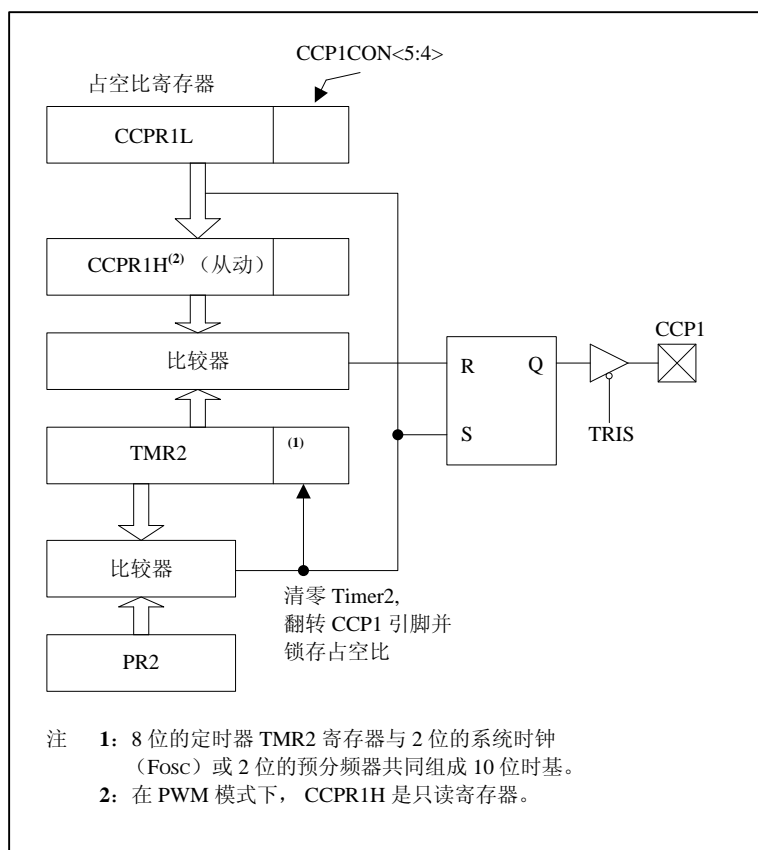 CCP1CON<5:4>
占空比寄存器
CCPR1L
CCPR1H(2) （从动）
比较器
R Q
CCP1
S
TRIS
TMR2
(1)
比较器
清零 Timer2,
翻转 CCP1 引脚并
锁存占空比
PR2
注 1: 8 位的定时器 TMR2 寄存器与 2 位的系统时钟
（FOSC）或 2 位的预分频器共同组成 10 位时基。
2: 在 PWM 模式下， CCPR1H 是只读寄存器。